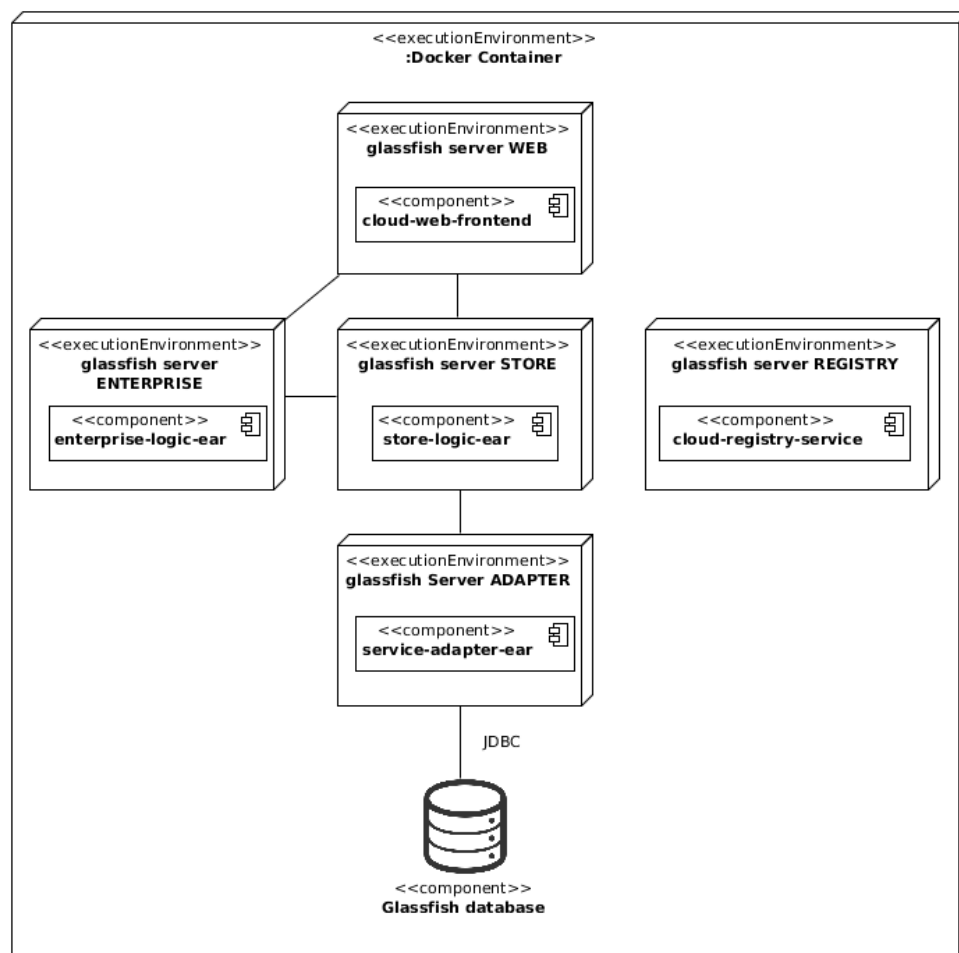 <<executionEnvironment>>
:Docker Container
<<executionEnvironment>>
glassfish server WEB
<<component>>
cloud-web-frontend
<<executionEnvironment>>
glassfish server
ENTERPRISE
<<component>>
enterprise-logic-ear
<<executionEnvironment>>
glassfish server STORE
<<component>>
store-logic-ear
<<executionEnvironment>>
glassfish server REGISTRY
<<component>>
cloud-registry-service
<<executionEnvironment>>
glassfish Server ADAPTER
<<component>>
service-adapter-ear
JDBC
<<component>>
Glassfish database